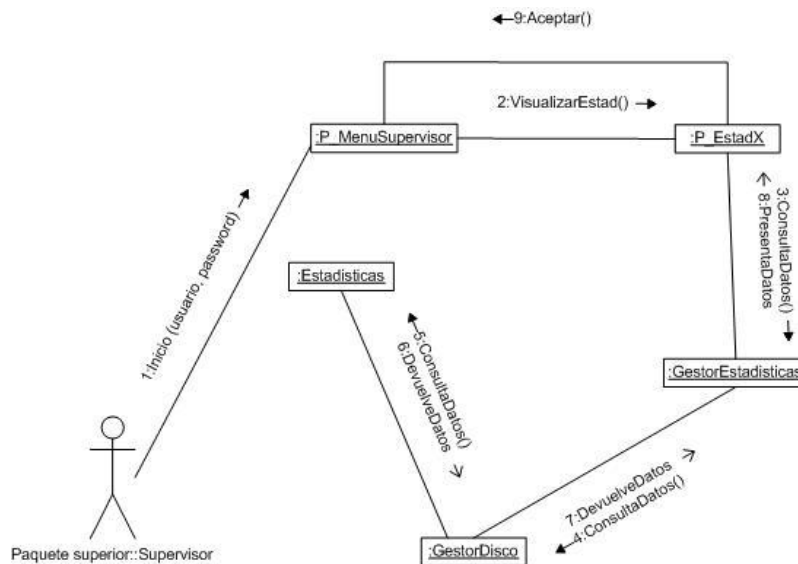 9:Aceptar()
2:VisualizarEstad()
:P_MenuSupervisor
:P_EstadX
3:ConsultaDatos()
8:PresentaDatos
1:Inicio (usuario, password)
:Estadisticas
5:ConsultaDatos()
6:DevuelveDatos
:GestorEstadisticas
7:DevuelveDatos
4:ConsultaDatos()
:GestorDisco
Paquete superior::Supervisor